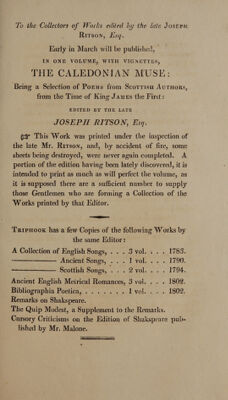 To the Collectors of Works edited by the late JOSEPH
RITSON, Esq.
Early in March will be published,
IN ONE VOLUME, WITH VIGNETTES,
THE CALEDONIAN MUSE:
Being a Selection of POEMS from SCOTTISH AUTHORS,
from the Time of King JAMES the First:
EDITED BY THE LATE
JOSEPH RITSON, Esq.
☞ This Work was printed under the inspection of
the late Mr. RITSON, and, by accident of fire, some
sheets being destroyed, were never again completed. A
portion of the edition having been lately discovered, it is
intended to print as much as will perfect the volume, as
it is supposed there are a sufficient number to supply
those Gentlemen who are forming a Collection of the
Works printed by that Editor.
TRIPHOOK has a few Copies of the following Works by
the same Editor:
A Collection of English Songs, . . . 3 vol. . . . 1783.
———— Ancient Songs, . . . 1 vol. . . . 1790.
———— Scottish Songs, . . . 2 vol. . . . 1794.
Ancient English Metrical Romances, 3 vol. . . . 1802.
Bibliographia Poetica, . . . . . . . 1 vol. . . . 1802.
Remarks on Shakspeare.
The Quip Modest, a Supplement to the Remarks.
Cursory Criticisms on the Edition of Shakspeare pub-
lished by Mr. Malone.